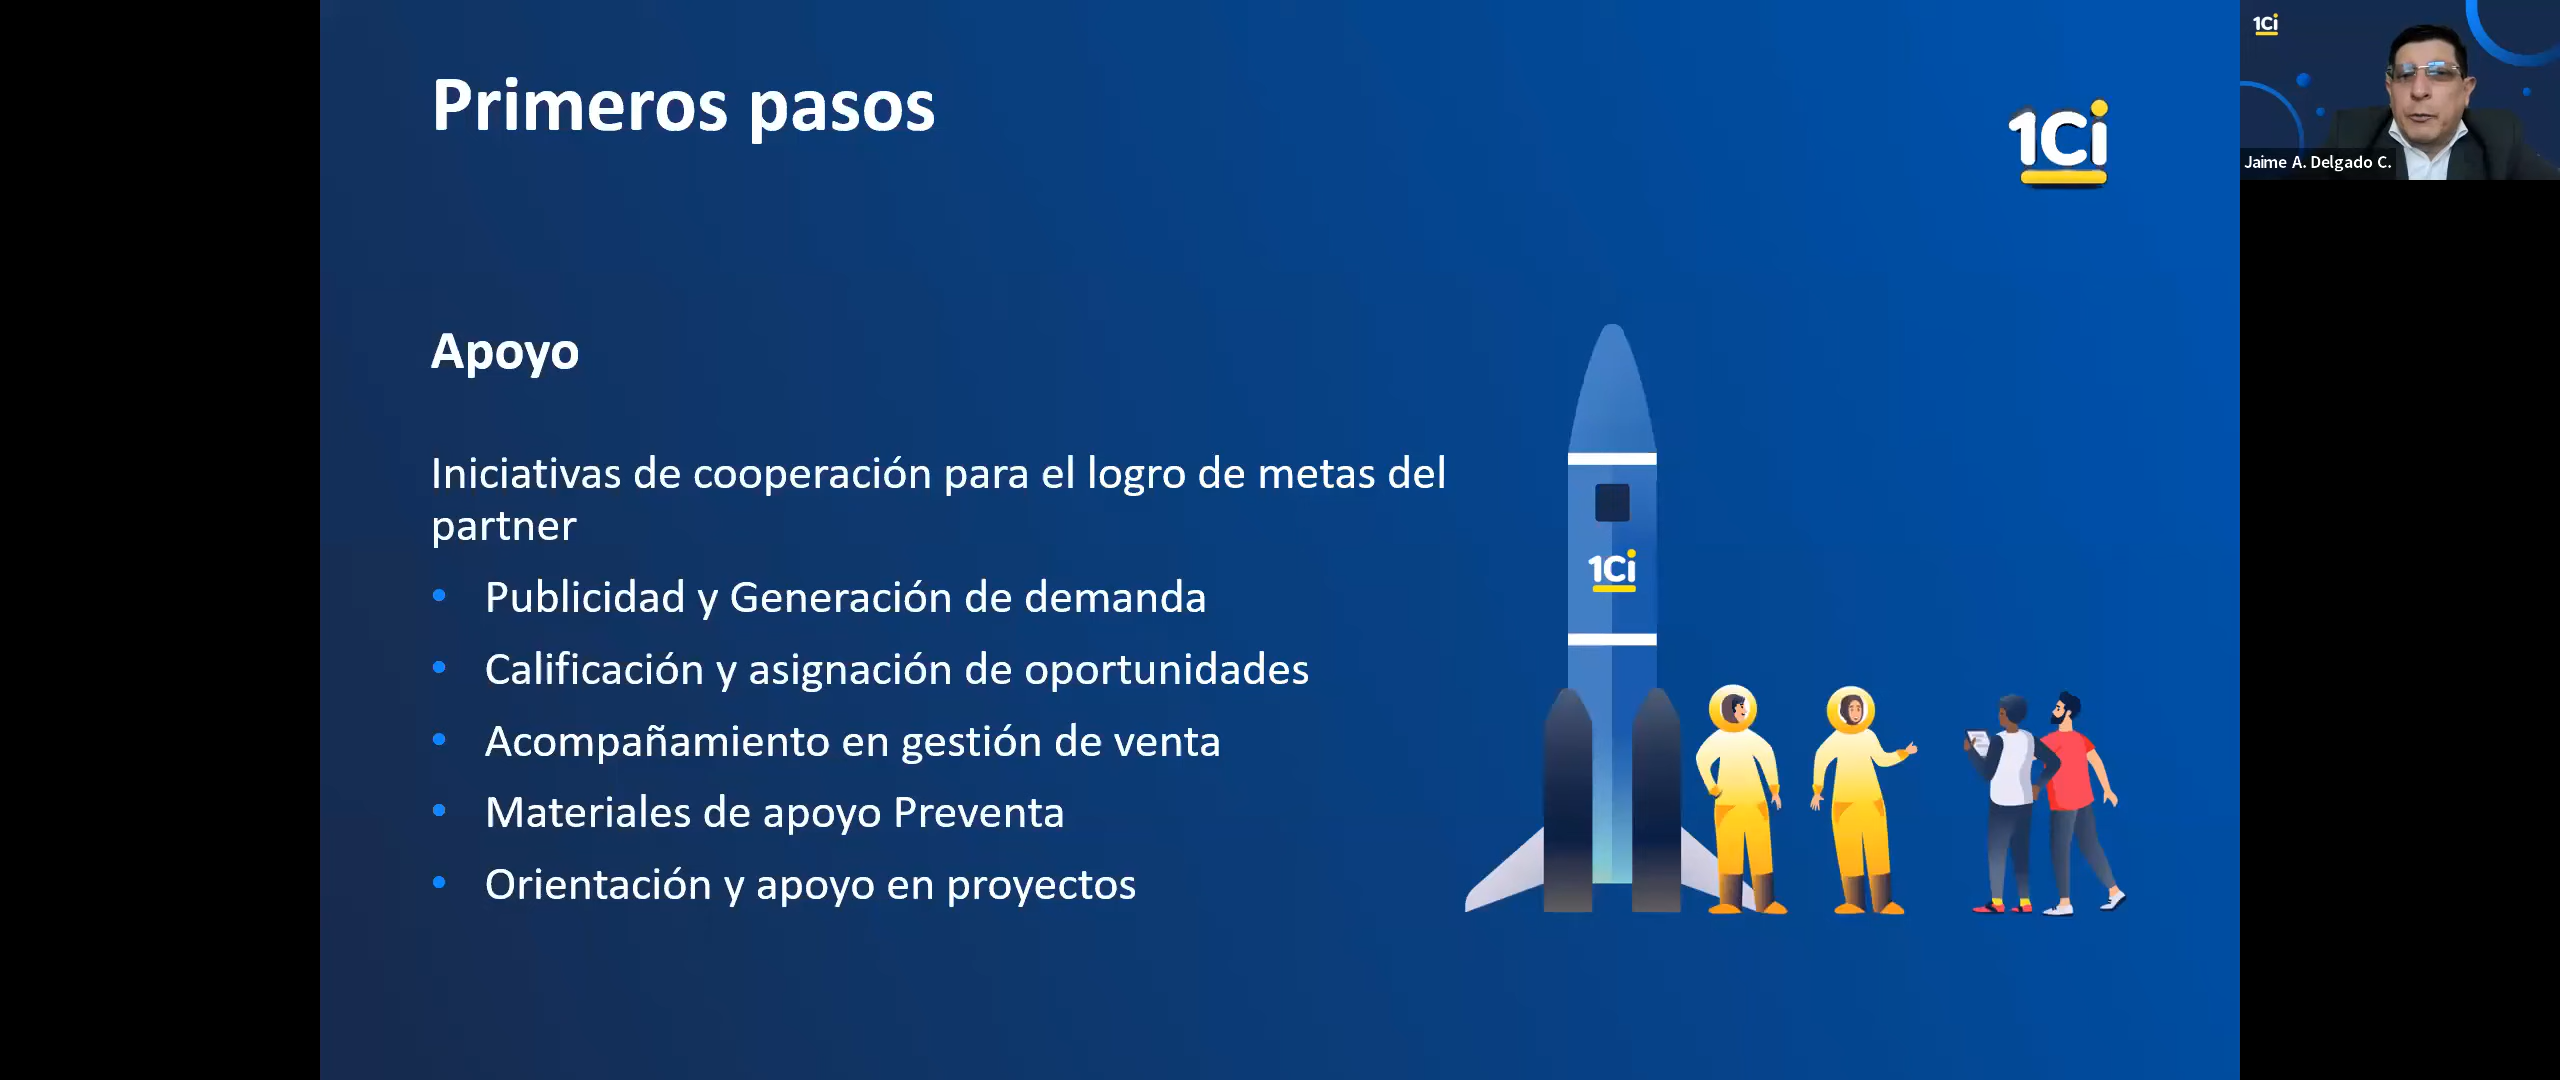 Primeros pasos
1Ci
1Ci
Jaime A. Delgado C.
Apoyo
Iniciativas de cooperación para el logro de metas del
partner
• Publicidad y Generación de demanda
• Calificación y asignación de oportunidades
• Acompañamiento en gestión de venta
• Materiales de apoyo Preventa
• Orientación y apoyo en proyectos
1Ci